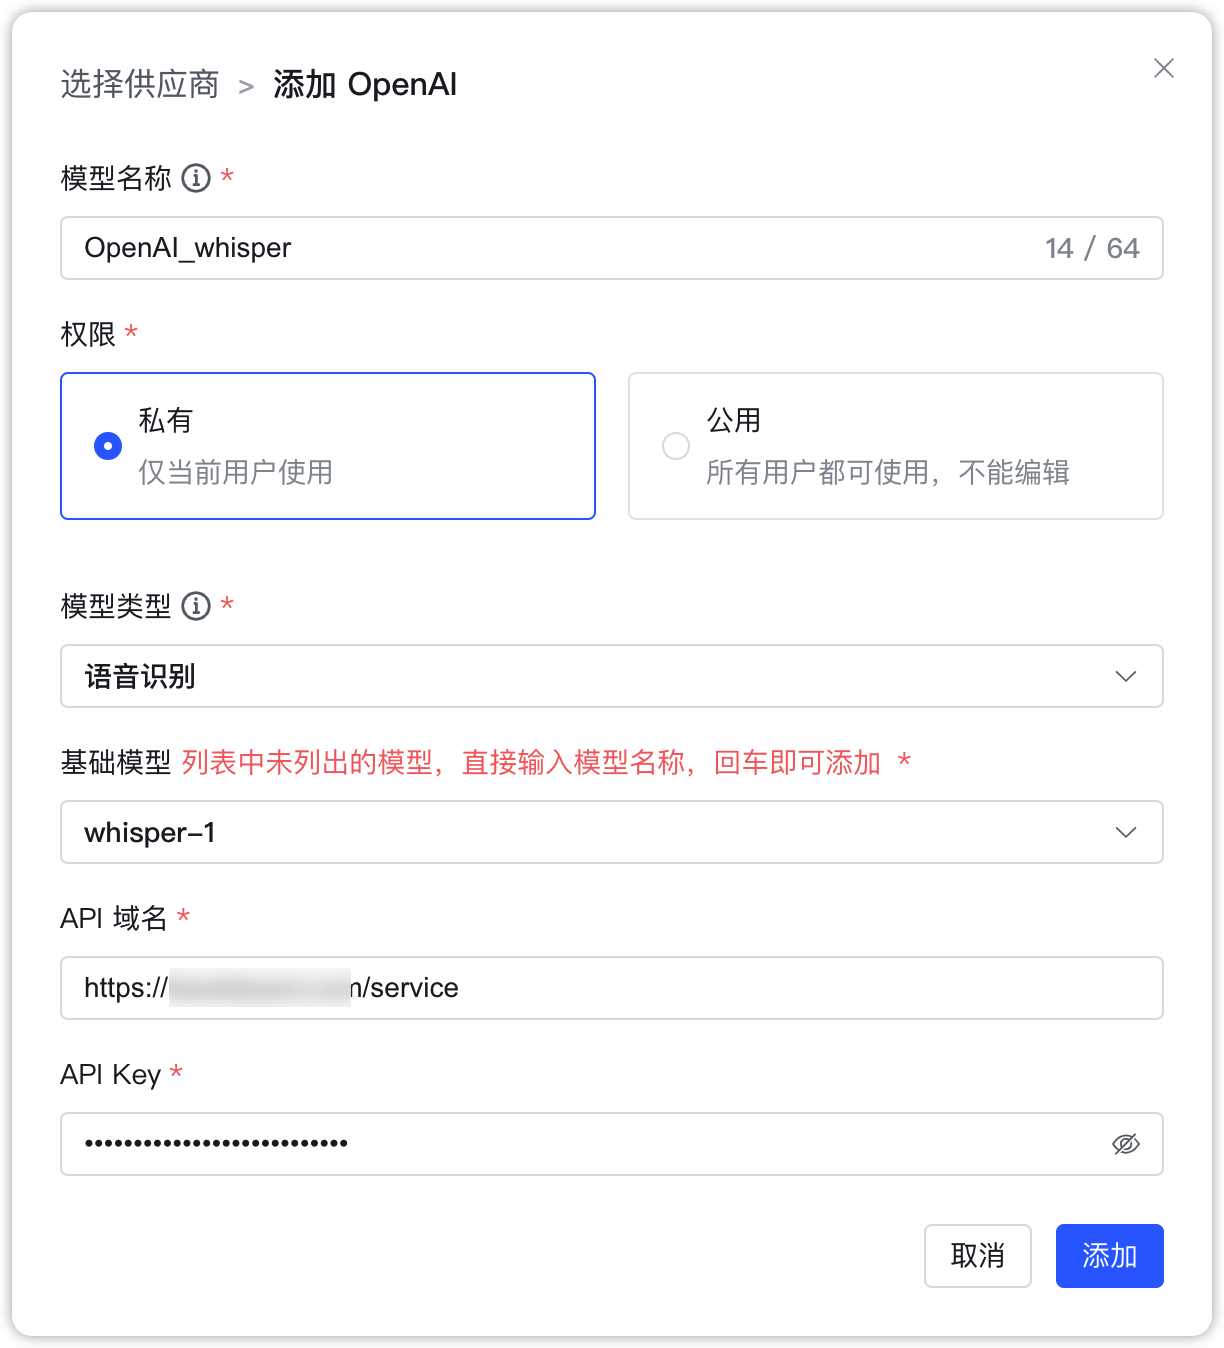 选择供应商 > 添加 OpenAI
模型名称 *
OpenAI_whisper 14 / 64
权限 *
私有
仅当前用户使用
公用
所有用户都可使用，不能编辑
模型类型 *
语音识别
基础模型 列表中未列出的模型，直接输入模型名称，回车即可添加 *
whisper-1
API 域名 *
https:// /service
API Key *
••••••••••••••••••••••••••••
取消 添加